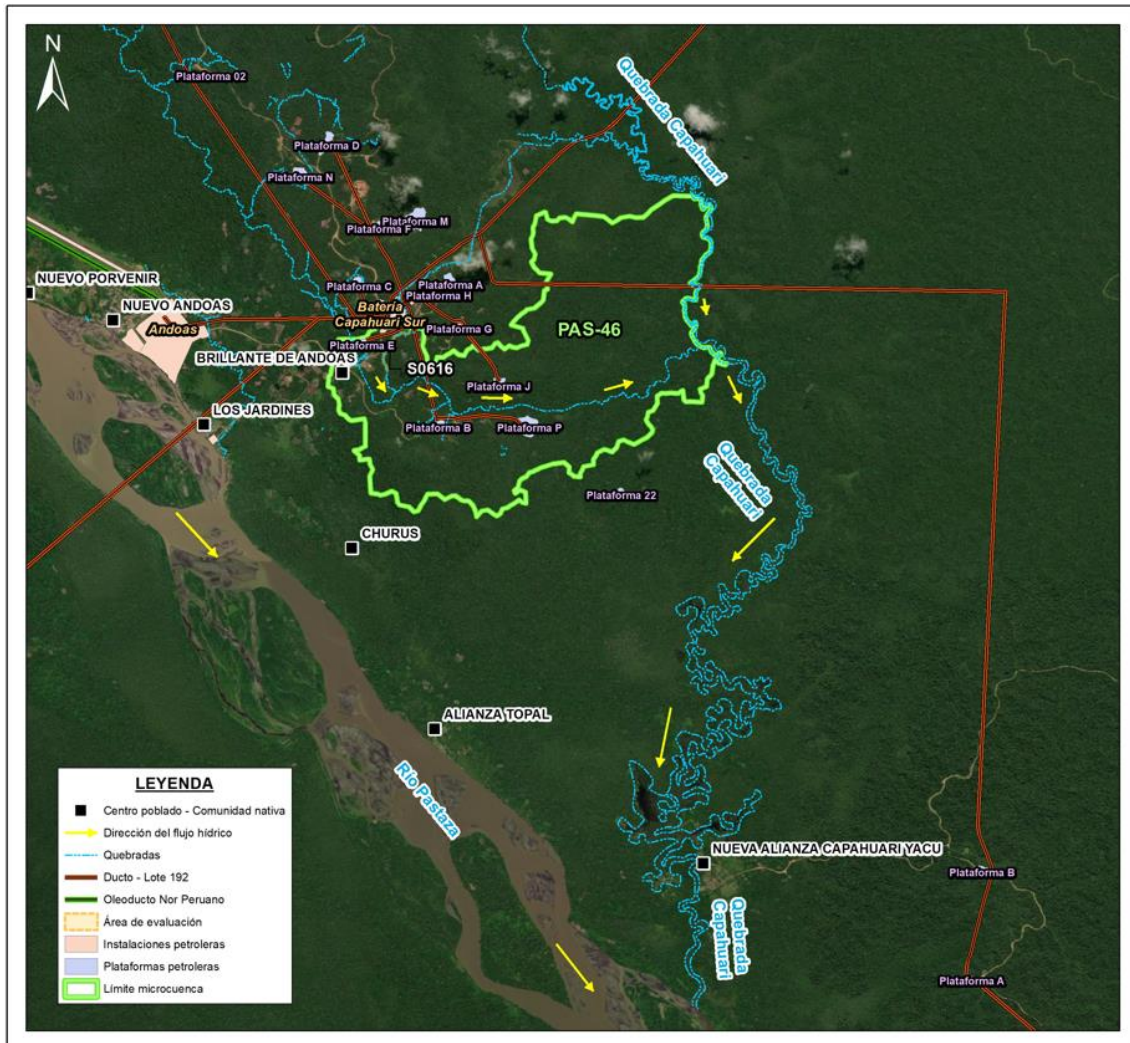 N
Plataforma 02
Quebrada Capahuari
Plataforma D
Plataforma N
Plataforma M
Plataforma F
NUEVO PORVENIR
Plataforma C
Plataforma A
Plataforma H
NUEVO ANDOAS
Andoas
Batería
Capahuari Sur
Plataforma G
PAS-46
Plataforma E
BRILLANTE DE ANDOAS
S0616
Plataforma J
LOS JARDINES
Plataforma B
Plataforma P
Quebrada
Capahuari
Plataforma 22
CHURUS
ALIANZA TOPAL
Río Pastaza
LEYENDA
Centro poblado - Comunidad nativa
Dirección del flujo hídrico
Quebradas
Ducto - Lote 192
Oleoducto Nor Peruano
Área de evaluación
Instalaciones petroleras
Plataformas petroleras
Límite microcuenca
NUEVA ALIANZA CAPAHUARI YACU
Plataforma B
Quebrada
Capahuari
Plataforma A